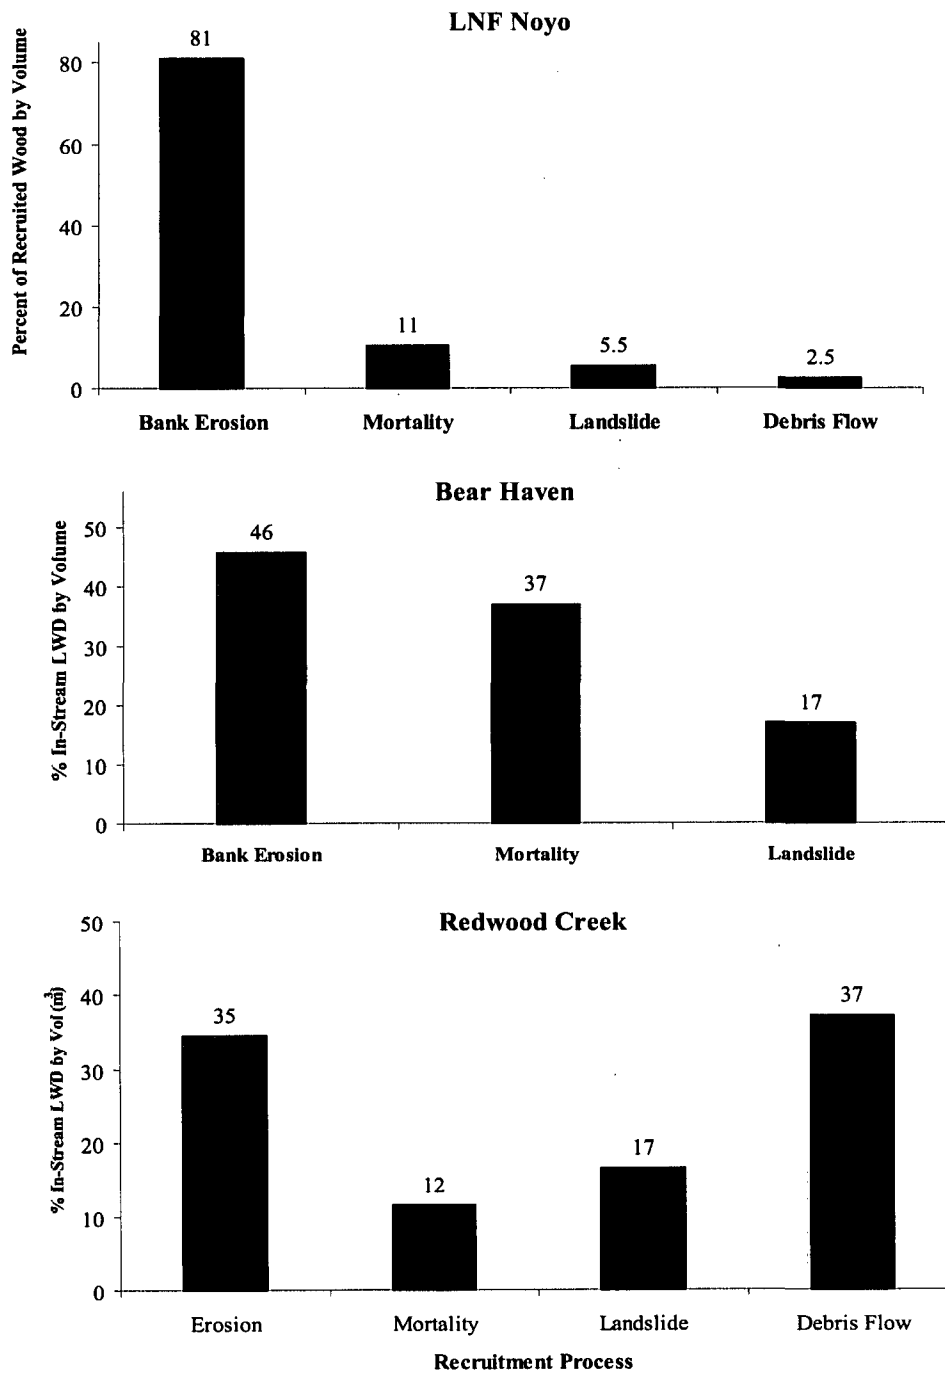 LNF Noyo
Percent of Recruited Wood by Volume
80
60
40
20
0
81
11
5.5
2.5
Bank Erosion Mortality Landslide Debris Flow
Bear Haven
% In-Stream LWD by Volume
50
40
30
20
10
0
46
37
17
Bank Erosion Mortality Landslide
Redwood Creek
% In-Stream LWD by Vol (m³)
50
40
30
20
10
0
35
12
17
37
Erosion Mortality Landslide Debris Flow
Recruitment Process